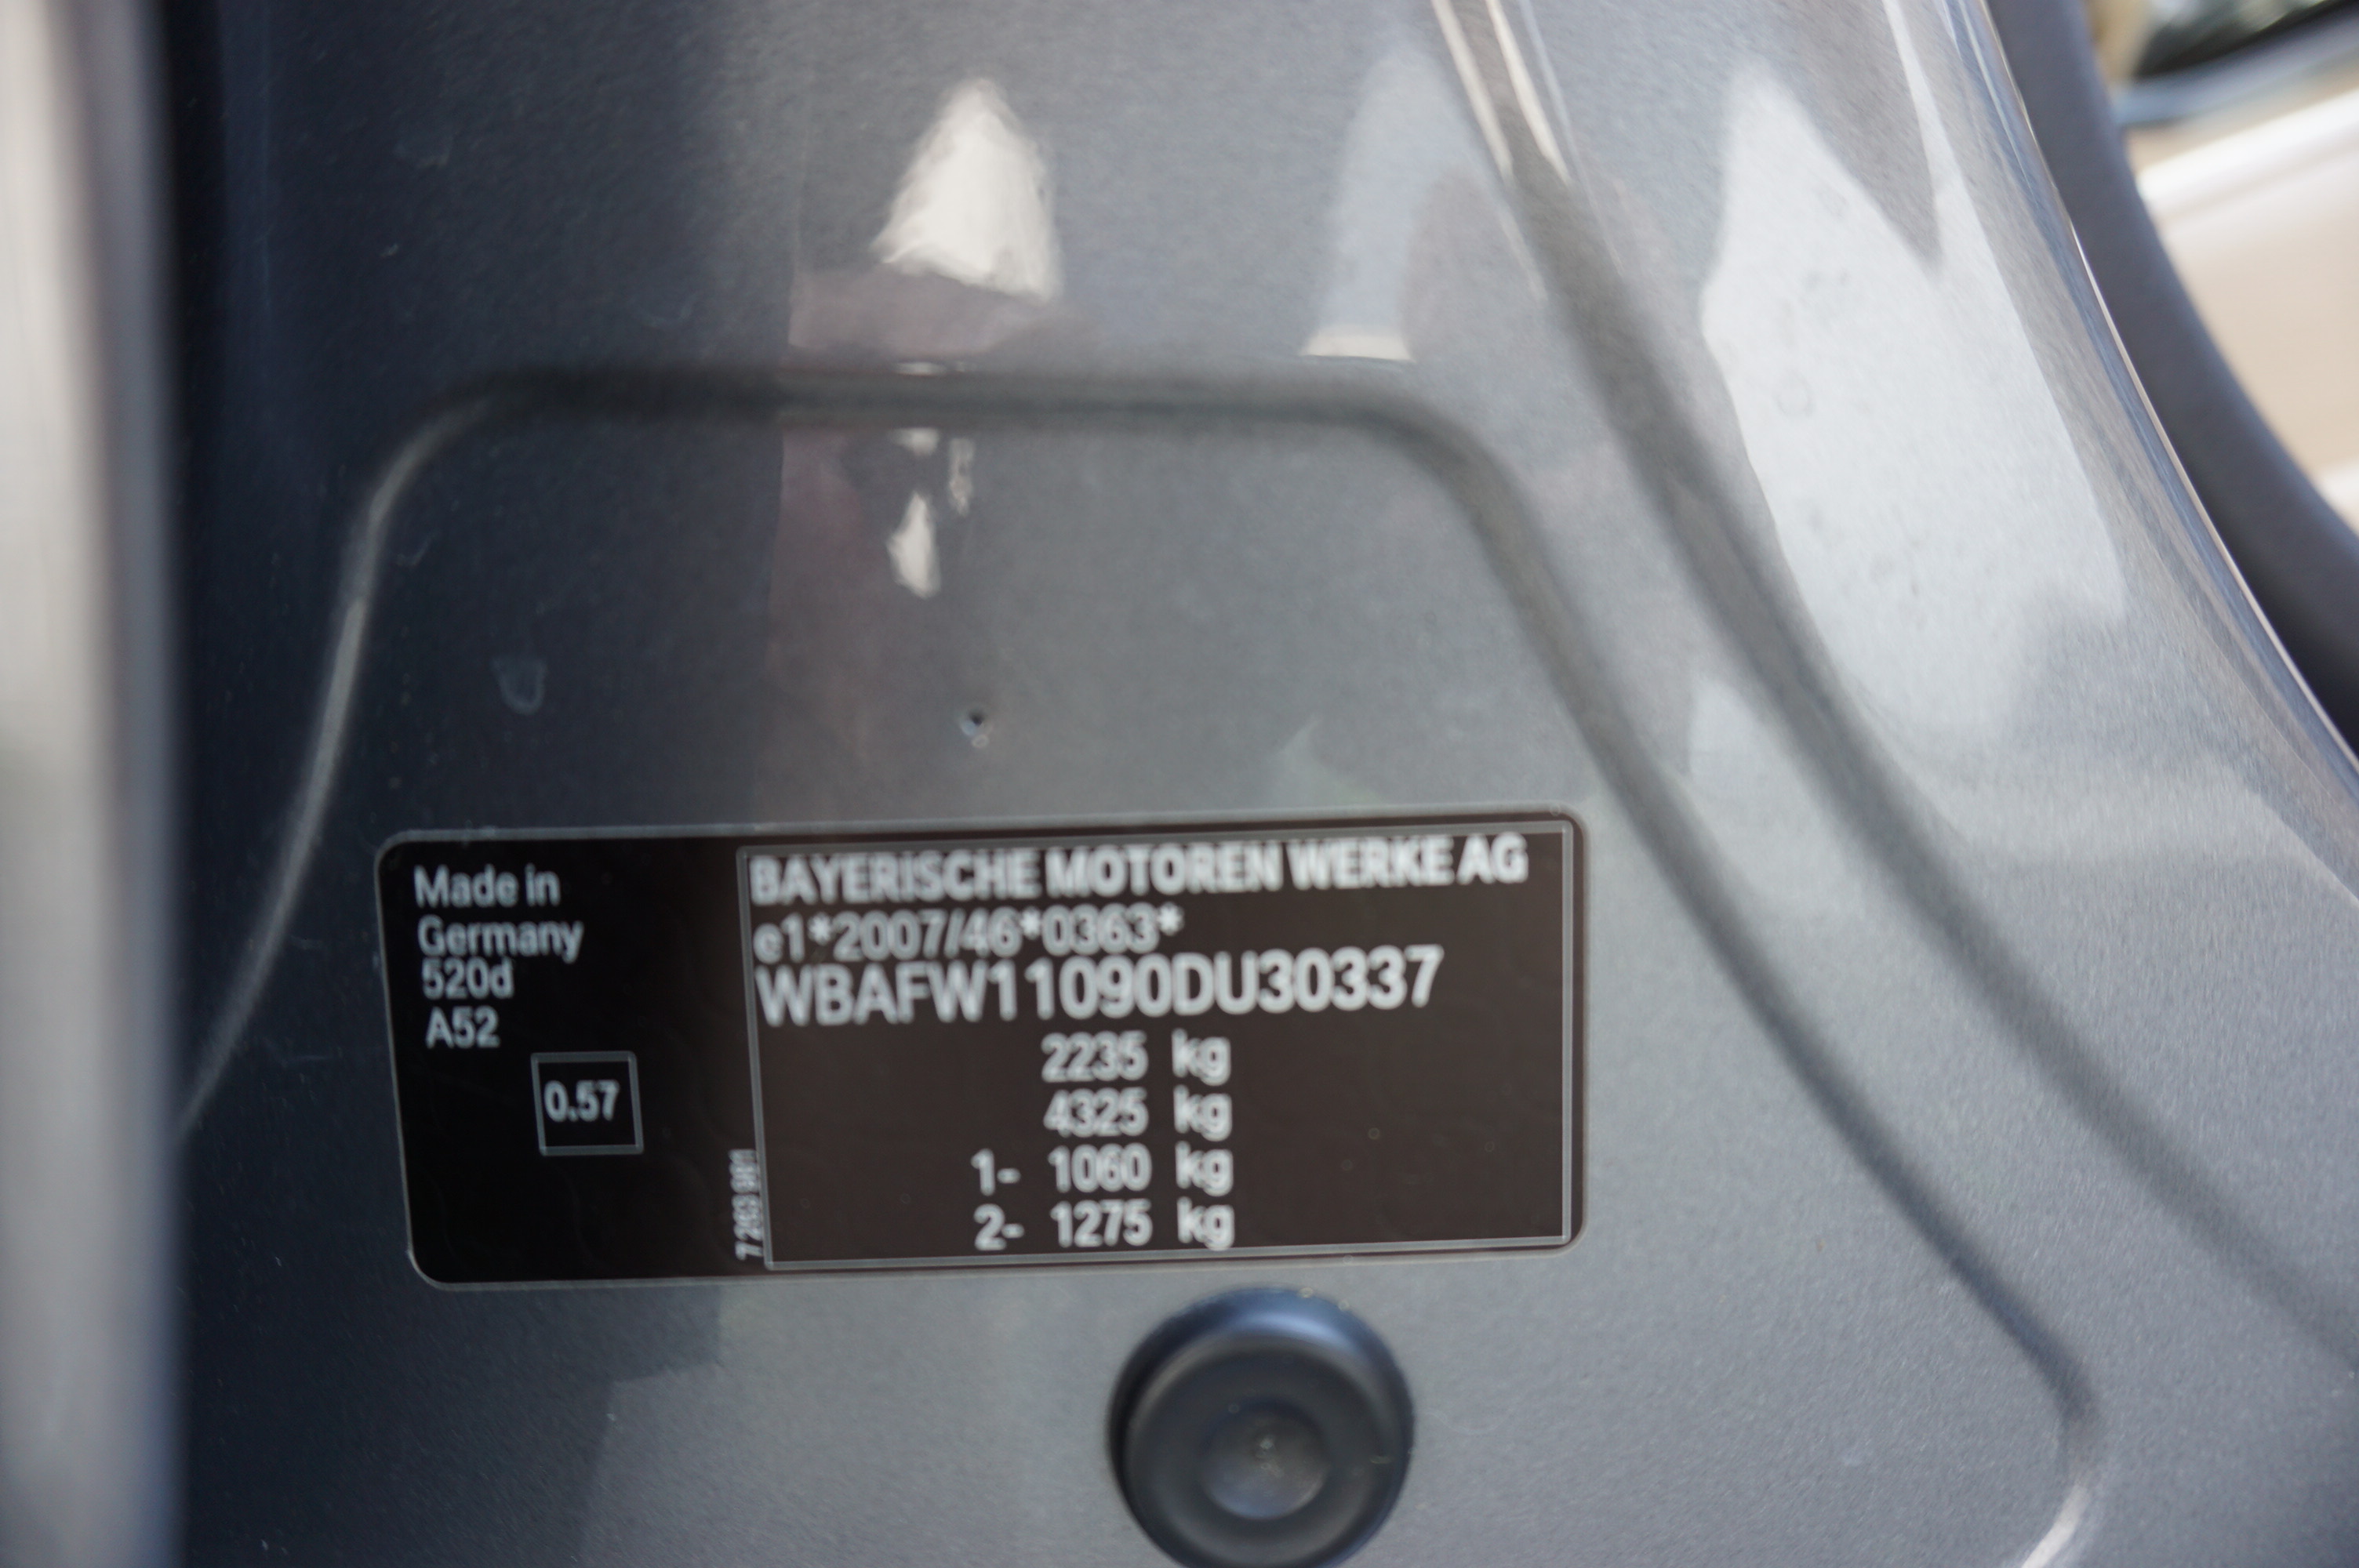 Made in
Germany
520d
A52
0.57
BAYERISCHE MOTOREN WERKE AG
e1*2007/46*0363*
WBAFW11090DU30337
2235 kg
4325 kg
1- 1060 kg
2- 1275 kg